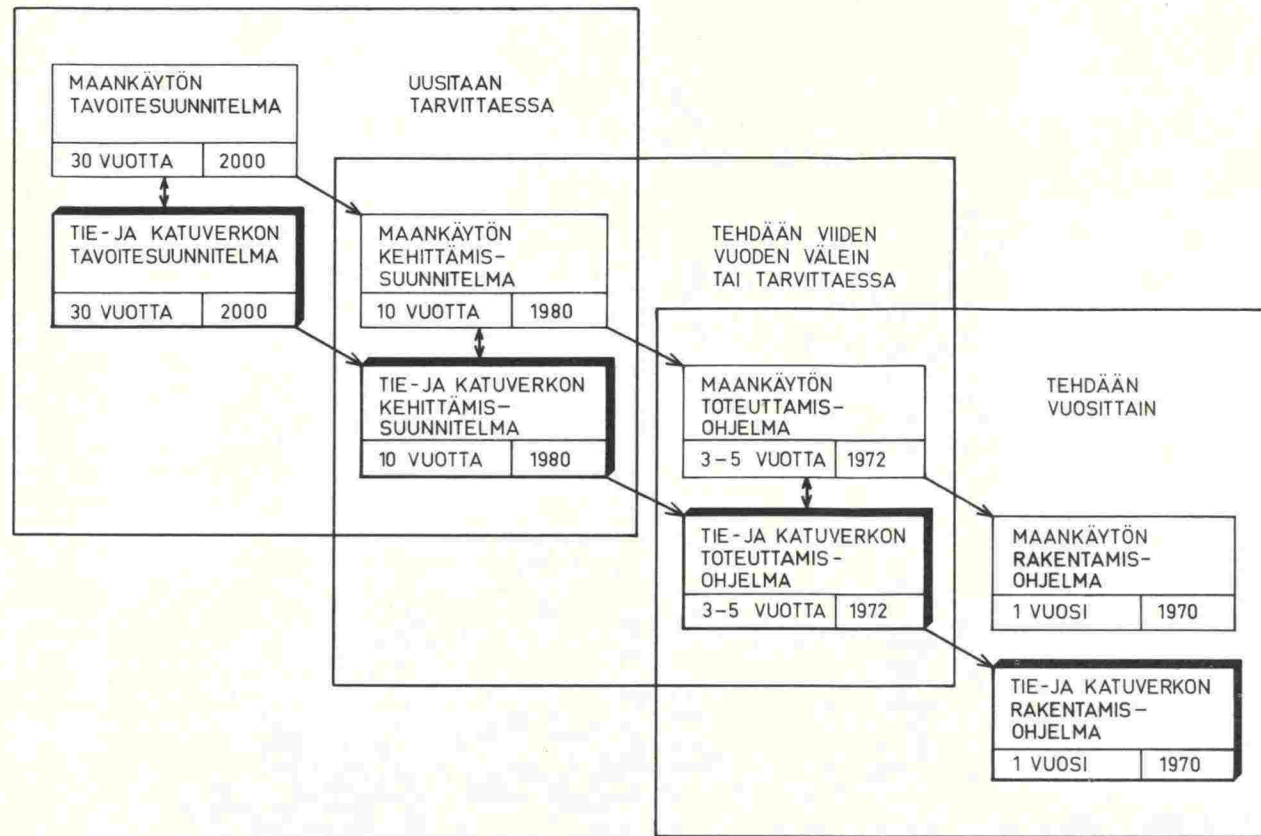 MAANKÄYTÖN
TAVOITESUUNNITELMA
30 VUOTTA 2000
UUSITAAN
TARVITTAESSA
TIE-JA KATUVERKON
TAVOITESUUNNITELMA
30 VUOTTA 2000
MAANKÄYTÖN
KEHITTÄMIS-
SUUNNITELMA
10 VUOTTA 1980
TEHDÄÄN VIIDEN
VUODEN VÄLEIN
TAI TARVITTAESSA
TIE-JA KATUVERKON
KEHITTÄMIS-
SUUNNITELMA
10 VUOTTA 1980
MAANKÄYTÖN
TOTEUTTAMIS-
OHJELMA
3-5 VUOTTA 1972
TEHDÄÄN
VUOSITTAIN
TIE-JA KATUVERKON
TOTEUTTAMIS-
OHJELMA
3-5 VUOTTA 1972
MAANKÄYTÖN
RAKENTAMIS-
OHJELMA
1 VUOSI 1970
TIE-JA KATUVERKON
RAKENTAMIS-
OHJELMA
1 VUOSI 1970